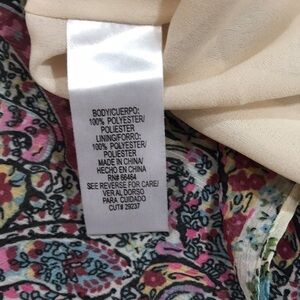 BODY/CUERPO:
100% POLYESTER/
POLIESTER
LINING/FORRO:
100% POLYESTER/
POLIESTER
MADE IN CHINA/
HECHO EN CHINA
RN# 66464
SEE REVERSE FOR CARE/
VER AL DORSO
PARA CUIDADO
CUT# 29237